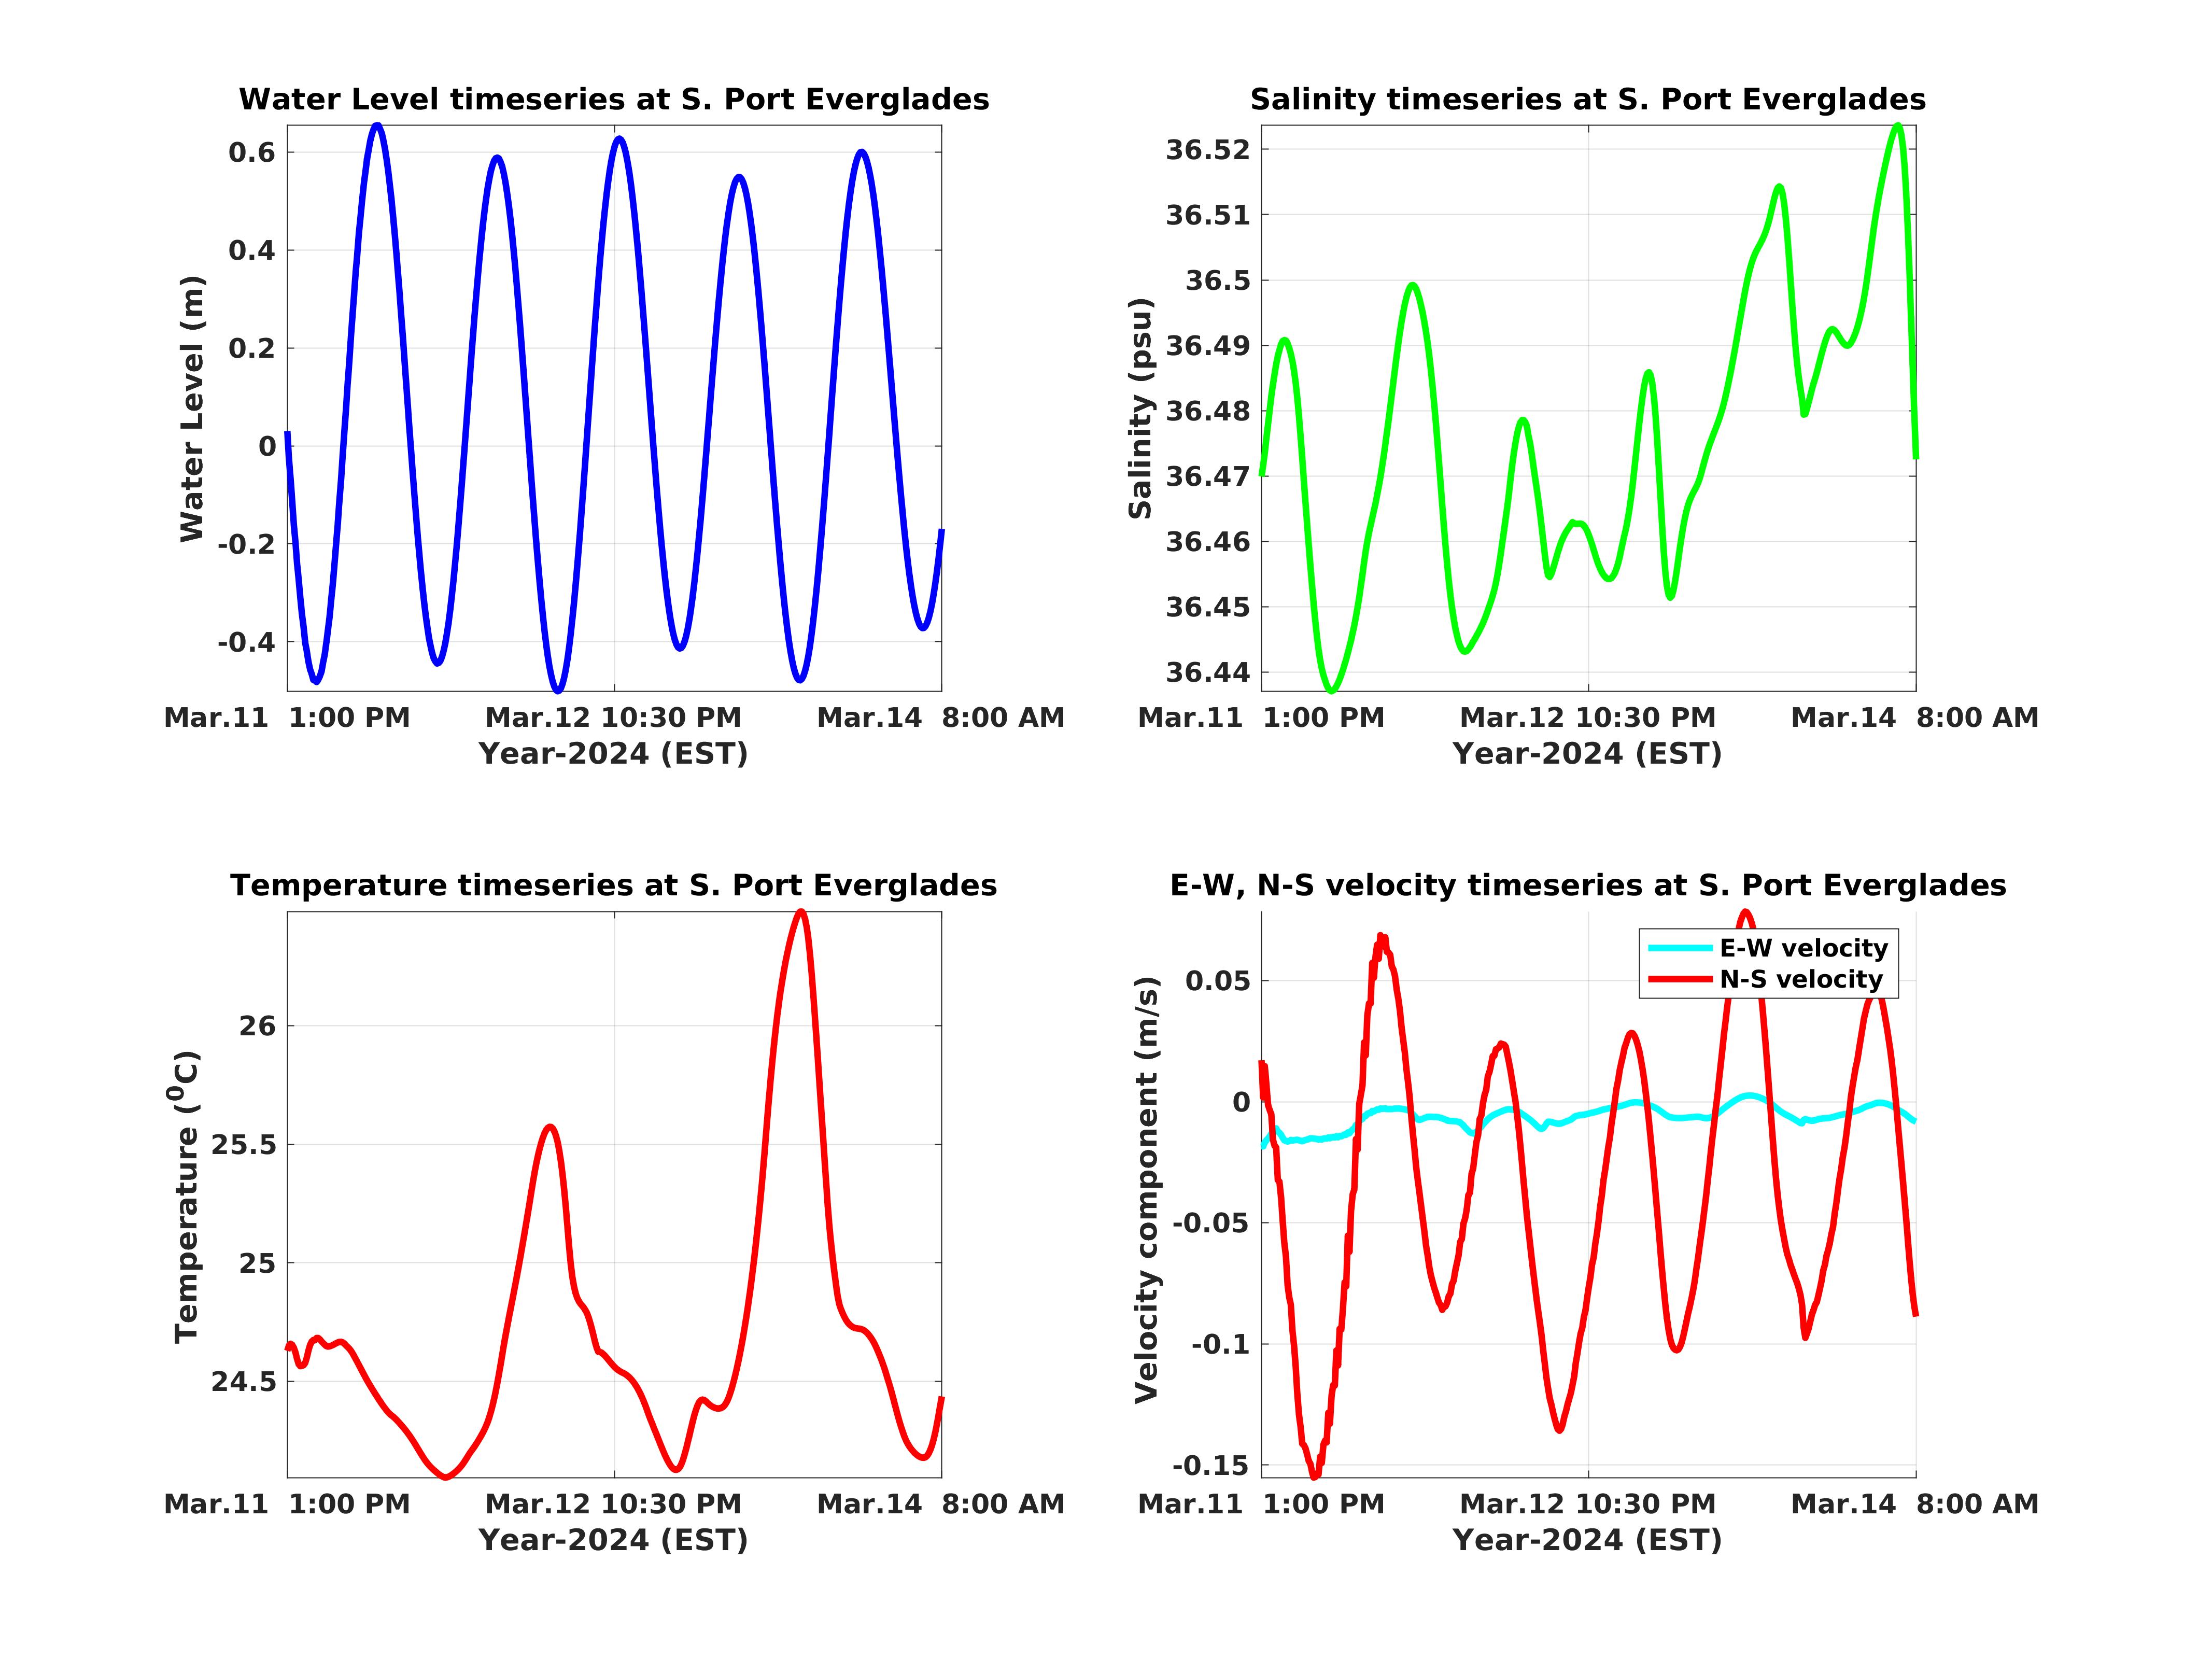 Water Level timeseries at S. Port Everglades
Water Level (m)
0.6
0.4
0.2
0
-0.2
-0.4
Mar.11 1:00 PM Mar.12 10:30 PM Mar.14 8:00 AM
Year-2024 (EST)
Salinity timeseries at S. Port Everglades
Salinity (psu)
36.52
36.51
36.5
36.49
36.48
36.47
36.46
36.45
36.44
Mar.11 1:00 PM Mar.12 10:30 PM Mar.14 8:00 AM
Year-2024 (EST)
Temperature timeseries at S. Port Everglades
Temperature (⁰C)
26
25.5
25
24.5
Mar.11 1:00 PM Mar.12 10:30 PM Mar.14 8:00 AM
Year-2024 (EST)
E-W, N-S velocity timeseries at S. Port Everglades
Velocity component (m/s)
E-W velocity
N-S velocity
0.05
0
-0.05
-0.1
-0.15
Mar.11 1:00 PM Mar.12 10:30 PM Mar.14 8:00 AM
Year-2024 (EST)